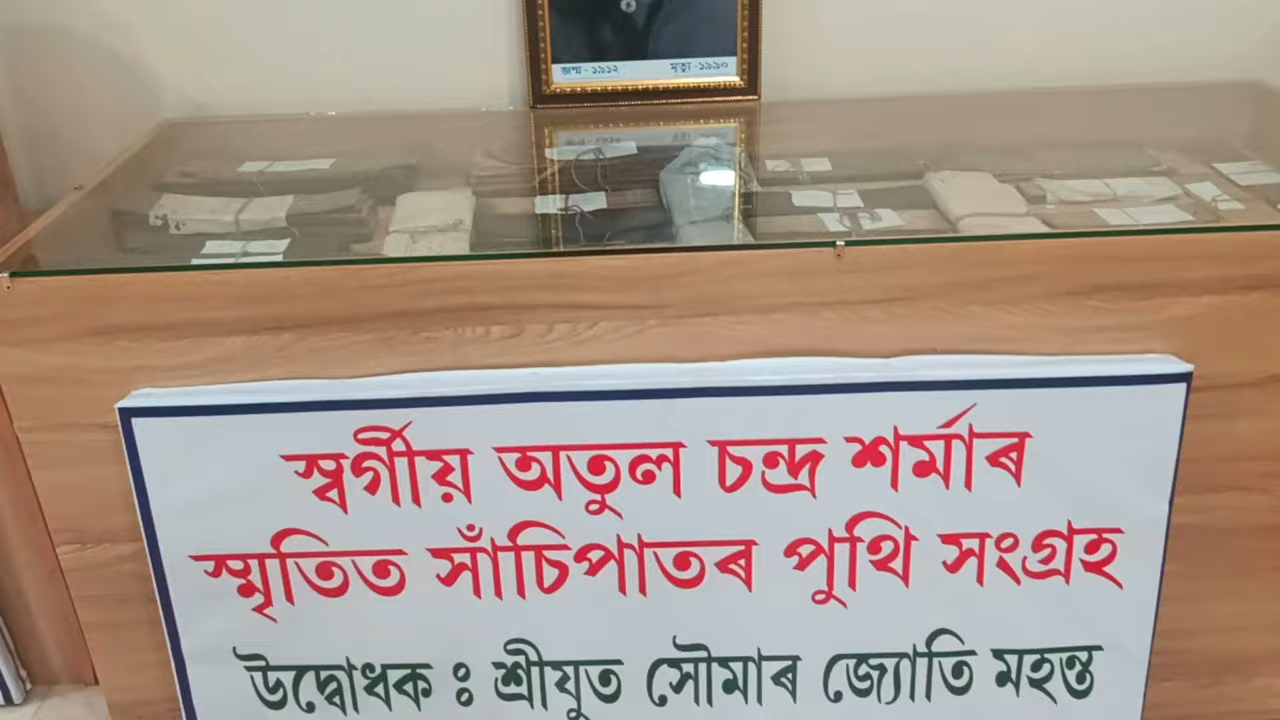 জন্ম - ১৯১২ মৃত্যু - ১৯৯০
স্বৰ্গীয় অতুল চন্দ্ৰ শৰ্মাৰ
স্মৃতিত সাঁচিপাতৰ পুথি সংগ্ৰহ
উদ্বোধক : শ্ৰীযুত সৌমাৰ জ্যোতি মহন্ত